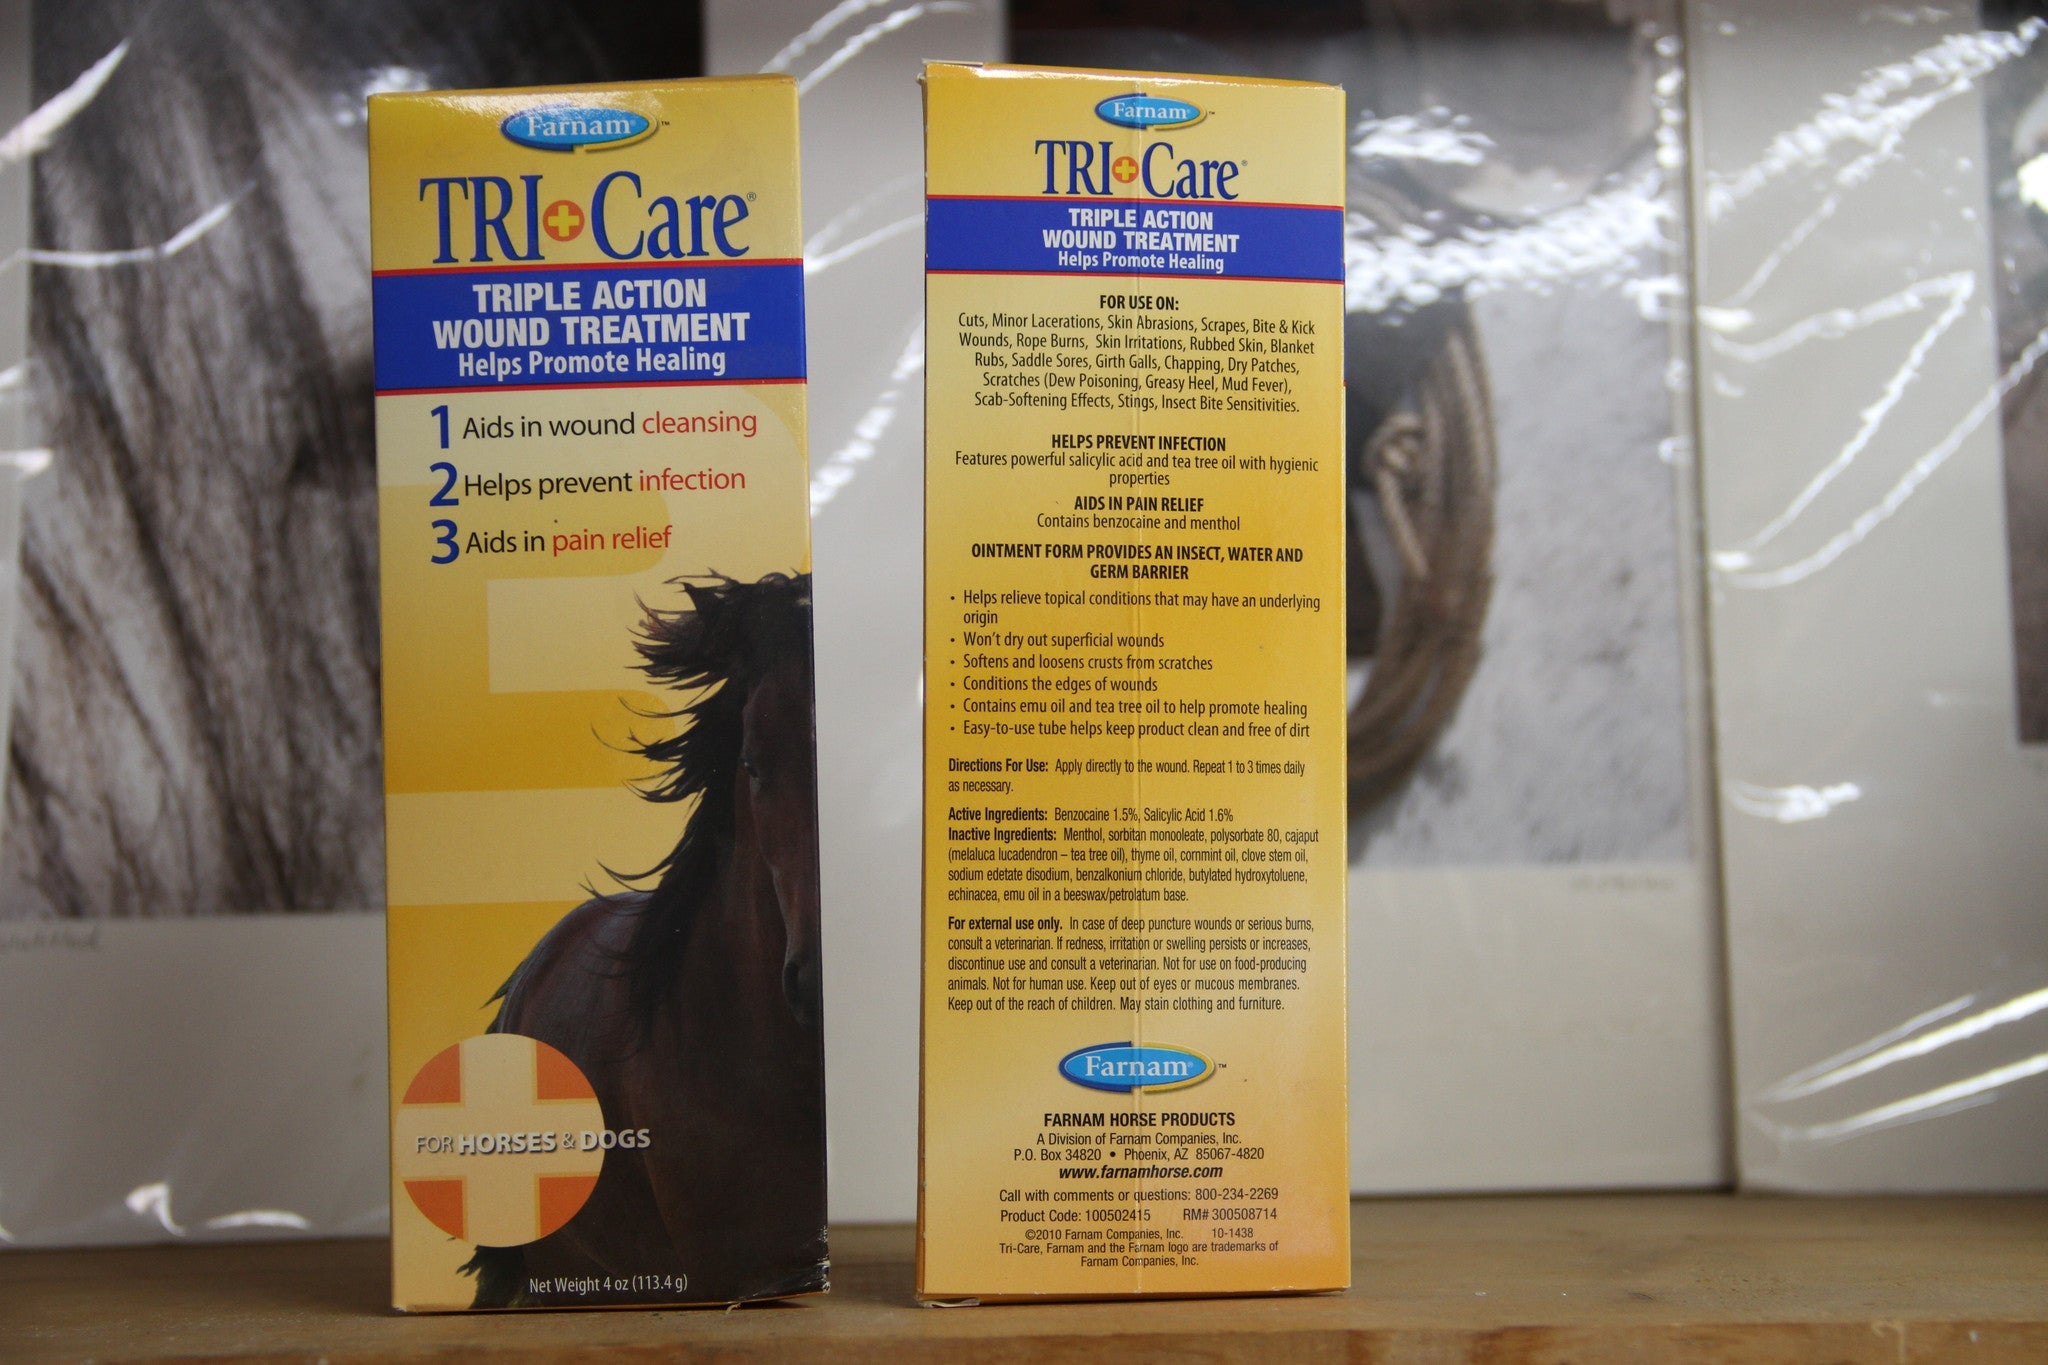 Farnam® ™
TRI+Care®
TRIPLE ACTION
WOUND TREATMENT
Helps Promote Healing
1 Aids in wound cleansing
2 Helps prevent infection
3 Aids in pain relief
FOR HORSES & DOGS
Net Weight 4 oz (113.4 g)
Farnam® ™
TRI+Care®
TRIPLE ACTION
WOUND TREATMENT
Helps Promote Healing
FOR USE ON:
Cuts, Minor Lacerations, Skin Abrasions, Scrapes, Bite & Kick
Wounds, Rope Burns, Skin Irritations, Rubbed Skin, Blanket
Rubs, Saddle Sores, Girth Galls, Chapping, Dry Patches,
Scratches (Dew Poisoning, Greasy Heel, Mud Fever),
Scab-Softening Effects, Stings, Insect Bite Sensitivities.
HELPS PREVENT INFECTION
Features powerful salicylic acid and tea tree oil with hygienic
properties
AIDS IN PAIN RELIEF
Contains benzocaine and menthol
OINTMENT FORM PROVIDES AN INSECT, WATER AND
GERM BARRIER
• Helps relieve topical conditions that may have an underlying
origin
• Won't dry out superficial wounds
• Softens and loosens crusts from scratches
• Conditions the edges of wounds
• Contains emu oil and tea tree oil to help promote healing
• Easy-to-use tube helps keep product clean and free of dirt
Directions For Use: Apply directly to the wound. Repeat 1 to 3 times daily
as necessary.
Active Ingredients: Benzocaine 1.5%, Salicylic Acid 1.6%
Inactive Ingredients: Menthol, sorbitan monooleate, polysorbate 80, cajaput
(melaluca lucadendron – tea tree oil), thyme oil, cornmint oil, clove stem oil,
sodium edetate disodium, benzalkonium chloride, butylated hydroxytoluene,
echinacea, emu oil in a beeswax/petrolatum base.
For external use only. In case of deep puncture wounds or serious burns,
consult a veterinarian. If redness, irritation or swelling persists or increases,
discontinue use and consult a veterinarian. Not for use on food-producing
animals. Not for human use. Keep out of eyes or mucous membranes.
Keep out of the reach of children. May stain clothing and furniture.
Farnam® ™
FARNAM HORSE PRODUCTS
A Division of Farnam Companies, Inc.
P.O. Box 34820 • Phoenix, AZ 85067-4820
www.farnamhorse.com
Call with comments or questions: 800-234-2269
Product Code: 100502415 RM# 300508714
©2010 Farnam Companies, Inc. 10-1438
Tri-Care, Farnam and the Farnam logo are trademarks of
Farnam Companies, Inc.